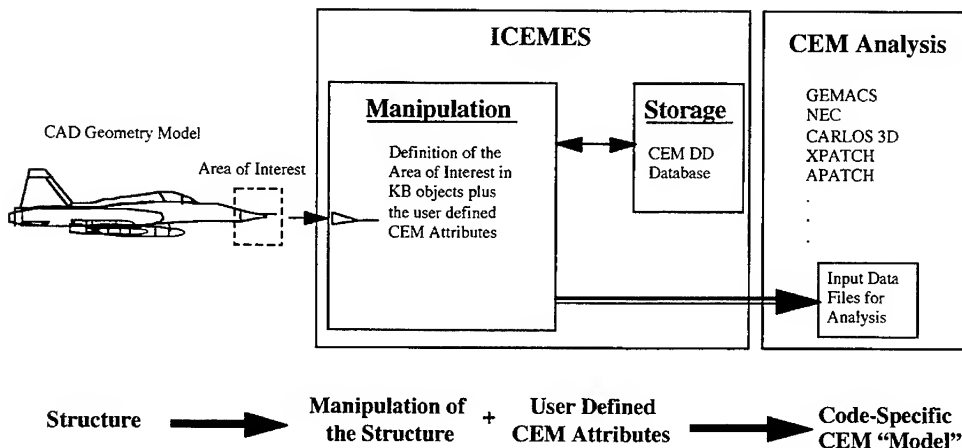 ICEMES
CEM Analysis
Manipulation
Storage
CAD Geometry Model
Area of Interest
Definition of the
Area of Interest in
KB objects plus
the user defined
CEM Attributes
CEM DD
Database
GEMACS
NEC
CARLOS 3D
XPATCH
APATCH
.
.
.
Input Data
Files for
Analysis
Structure
Manipulation of
the Structure
+
User Defined
CEM Attributes
Code-Specific
CEM “Model”